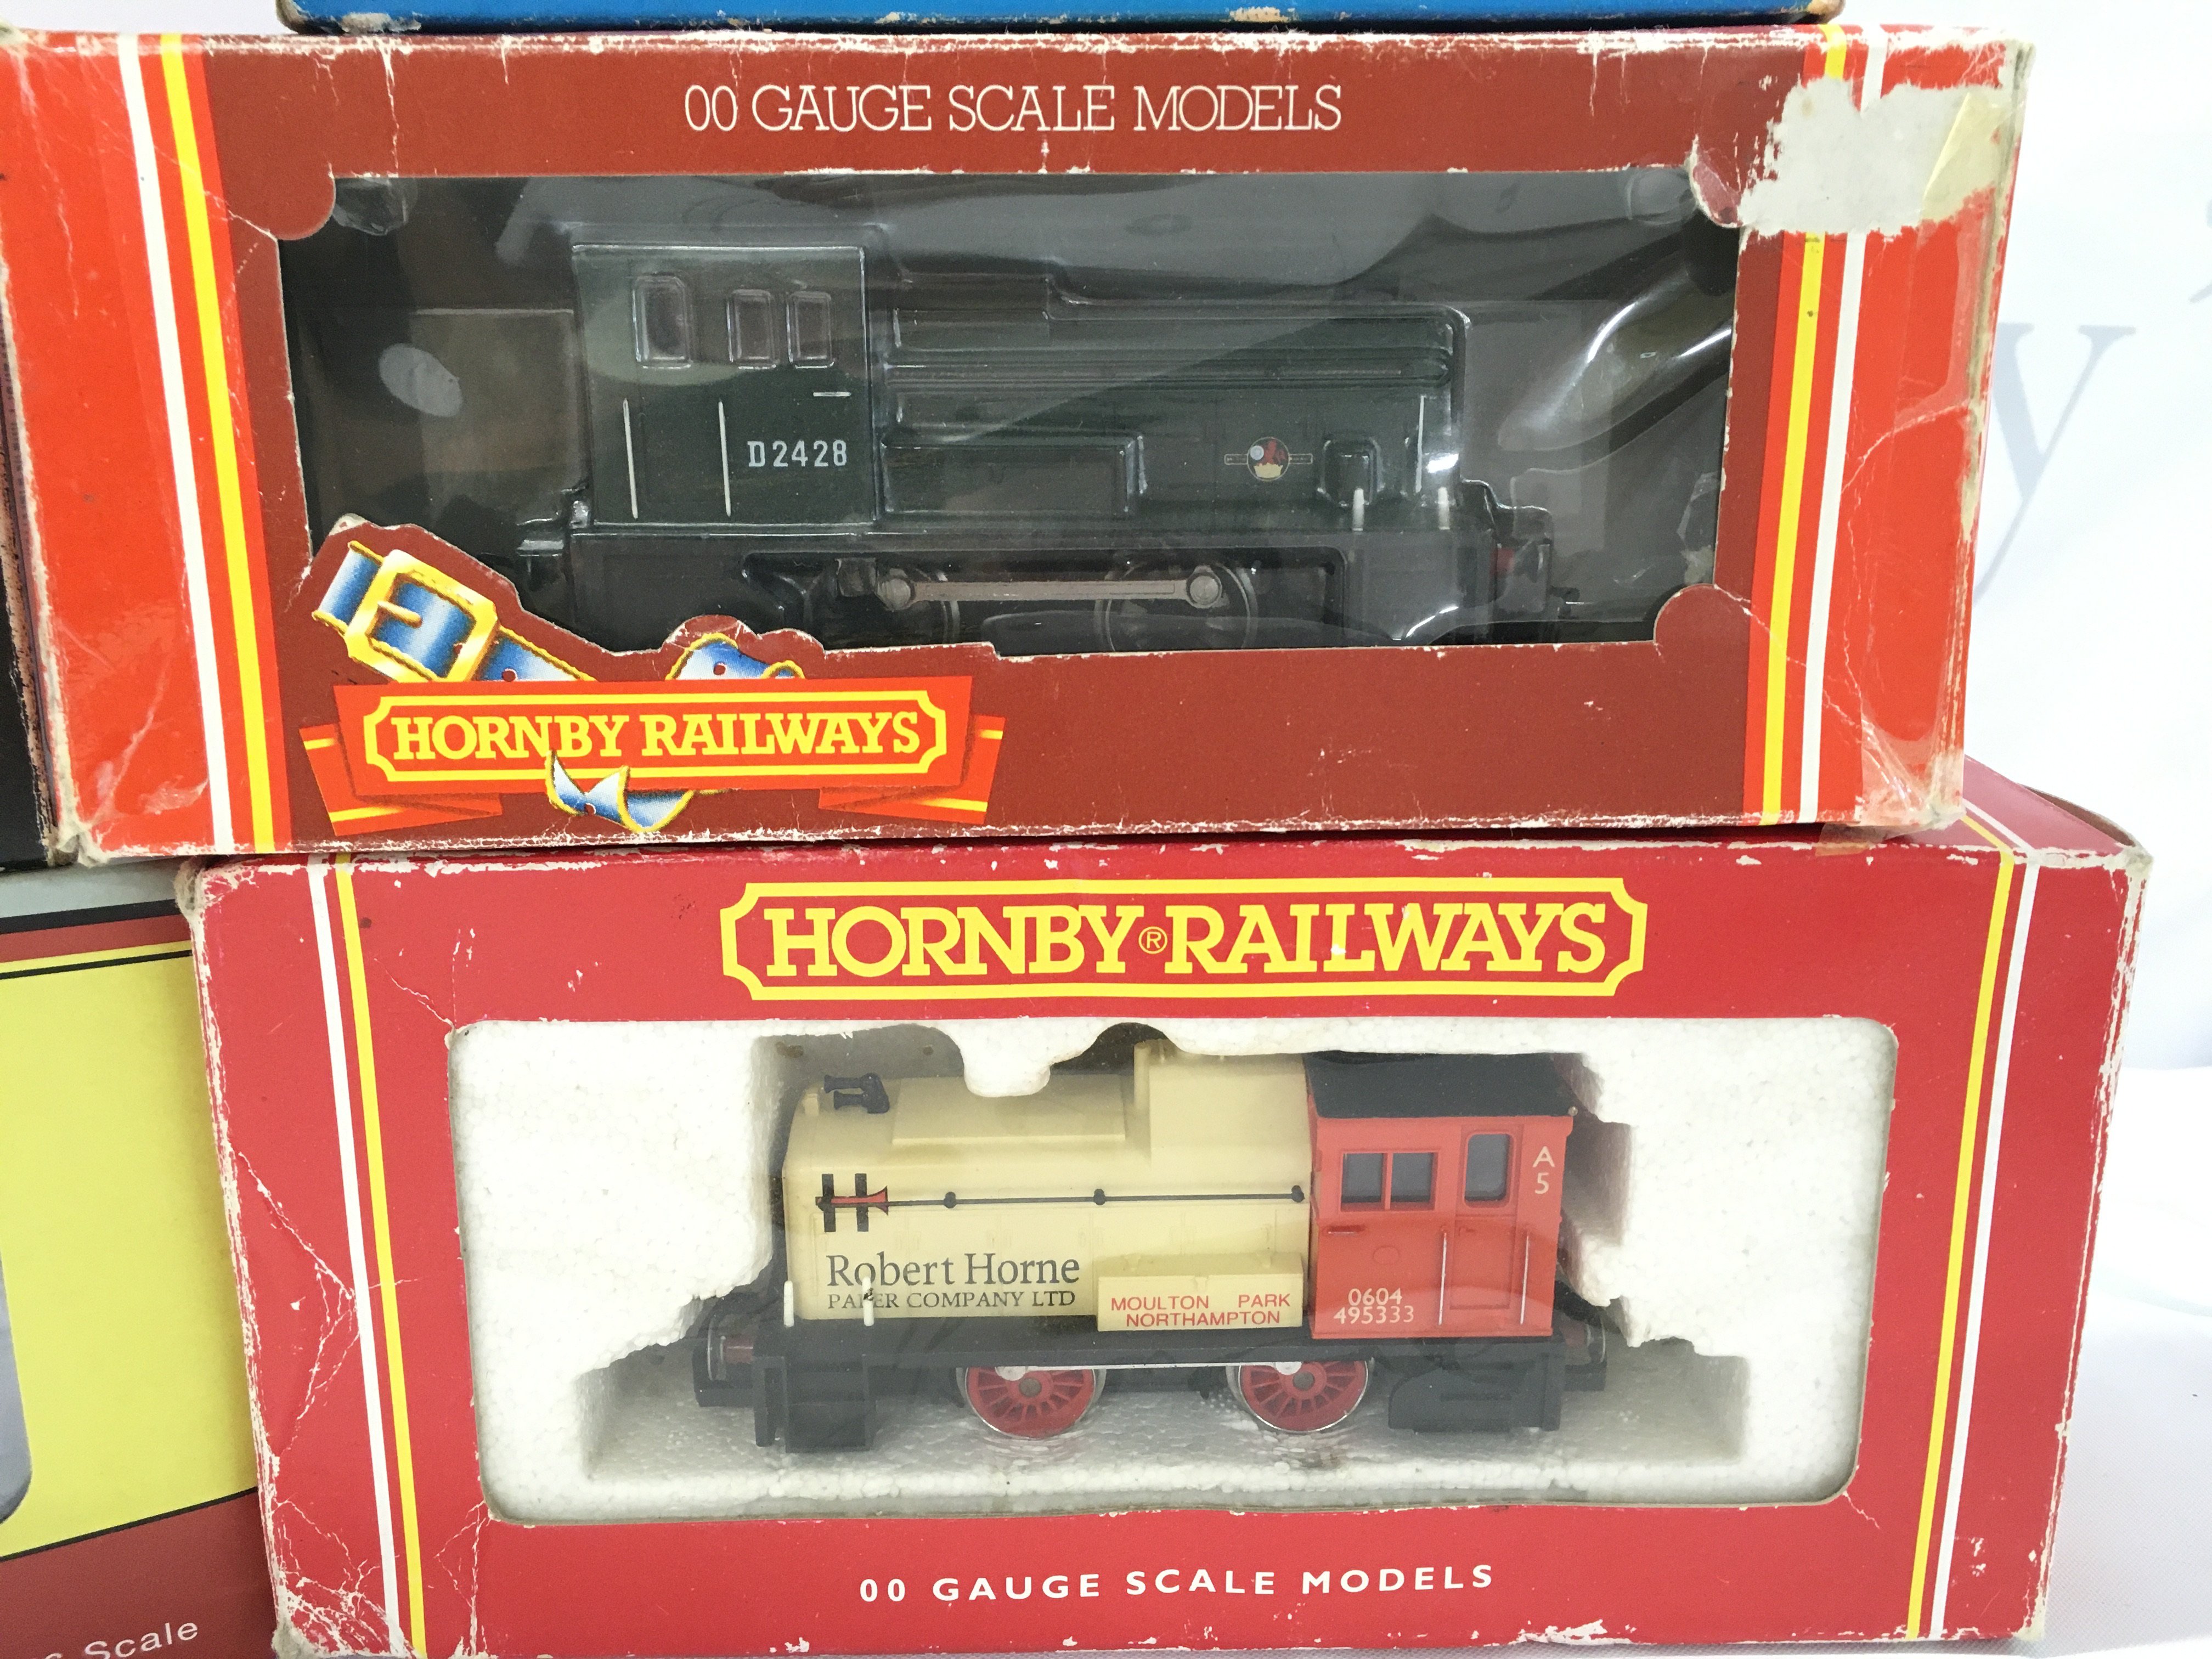 00 GAUGE SCALE MODELS
D2428
HORNBY RAILWAYS
HORNBY® RAILWAYS
A
5
Robert Horne
PAPER COMPANY LTD
MOULTON PARK
NORTHAMPTON
0604
495333
00 GAUGE SCALE MODELS
Scale
y